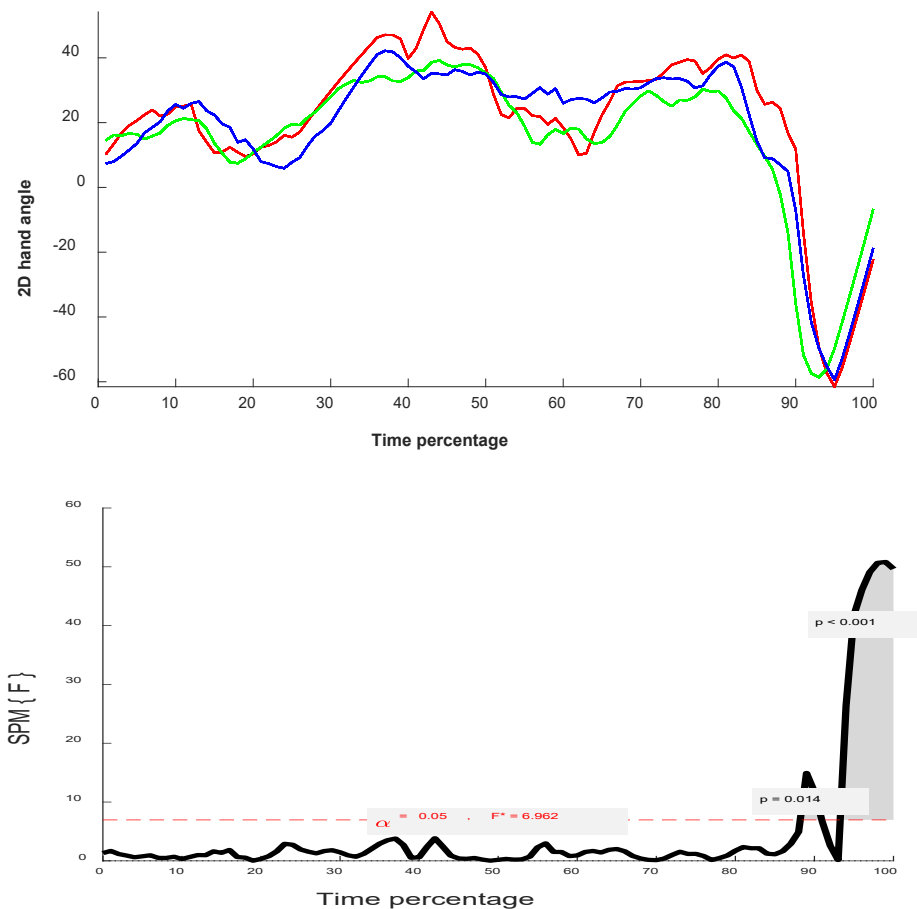 40
20
0
-20
-40
-60
2D hand angle
0 10 20 30 40 50 60 70 80 90 100
Time percentage
60
50
40
30
20
10
0
SPM { F }
p < 0.001
p = 0.014
α = 0.05 , F* = 6.962
0 10 20 30 40 50 60 70 80 90 100
Time percentage